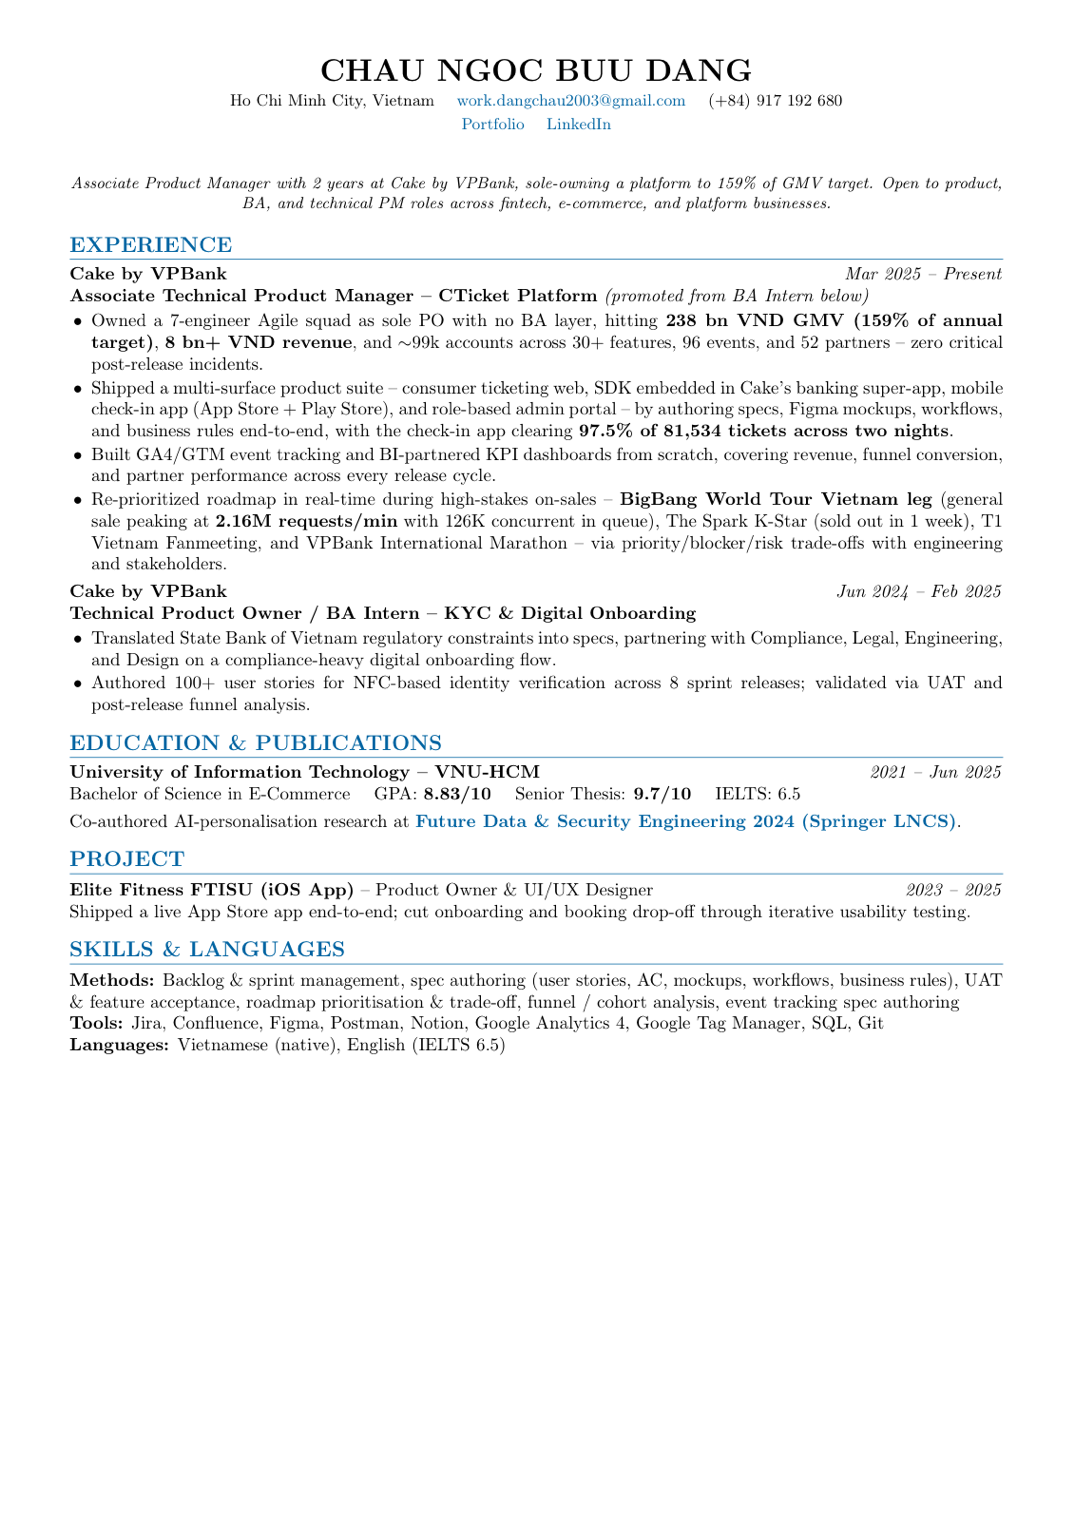 CHAU NGOC BUU DANG
Ho Chi Minh City, Vietnam work.dangchau2003@gmail.com (+84) 917 192 680
Portfolio LinkedIn
Associate Product Manager with 2 years at Cake by VPBank, sole-owning a platform to 159% of GMV target. Open to product,
BA, and technical PM roles across fintech, e-commerce, and platform businesses.
EXPERIENCE
Cake by VPBank Mar 2025 – Present
Associate Technical Product Manager – CTicket Platform (promoted from BA Intern below)
• Owned a 7-engineer Agile squad as sole PO with no BA layer, hitting 238 bn VND GMV (159% of annual
target), 8 bn+ VND revenue, and ∼99k accounts across 30+ features, 96 events, and 52 partners – zero critical
post-release incidents.
• Shipped a multi-surface product suite – consumer ticketing web, SDK embedded in Cake's banking super-app, mobile
check-in app (App Store + Play Store), and role-based admin portal – by authoring specs, Figma mockups, workflows,
and business rules end-to-end, with the check-in app clearing 97.5% of 81,534 tickets across two nights.
• Built GA4/GTM event tracking and BI-partnered KPI dashboards from scratch, covering revenue, funnel conversion,
and partner performance across every release cycle.
• Re-prioritized roadmap in real-time during high-stakes on-sales – BigBang World Tour Vietnam leg (general
sale peaking at 2.16M requests/min with 126K concurrent in queue), The Spark K-Star (sold out in 1 week), T1
Vietnam Fanmeeting, and VPBank International Marathon – via priority/blocker/risk trade-offs with engineering
and stakeholders.
Cake by VPBank Jun 2024 – Feb 2025
Technical Product Owner / BA Intern – KYC & Digital Onboarding
• Translated State Bank of Vietnam regulatory constraints into specs, partnering with Compliance, Legal, Engineering,
and Design on a compliance-heavy digital onboarding flow.
• Authored 100+ user stories for NFC-based identity verification across 8 sprint releases; validated via UAT and
post-release funnel analysis.
EDUCATION & PUBLICATIONS
University of Information Technology – VNU-HCM 2021 – Jun 2025
Bachelor of Science in E-Commerce GPA: 8.83/10 Senior Thesis: 9.7/10 IELTS: 6.5
Co-authored AI-personalisation research at Future Data & Security Engineering 2024 (Springer LNCS).
PROJECT
Elite Fitness FTISU (iOS App) – Product Owner & UI/UX Designer 2023 – 2025
Shipped a live App Store app end-to-end; cut onboarding and booking drop-off through iterative usability testing.
SKILLS & LANGUAGES
Methods: Backlog & sprint management, spec authoring (user stories, AC, mockups, workflows, business rules), UAT
& feature acceptance, roadmap prioritisation & trade-off, funnel / cohort analysis, event tracking spec authoring
Tools: Jira, Confluence, Figma, Postman, Notion, Google Analytics 4, Google Tag Manager, SQL, Git
Languages: Vietnamese (native), English (IELTS 6.5)